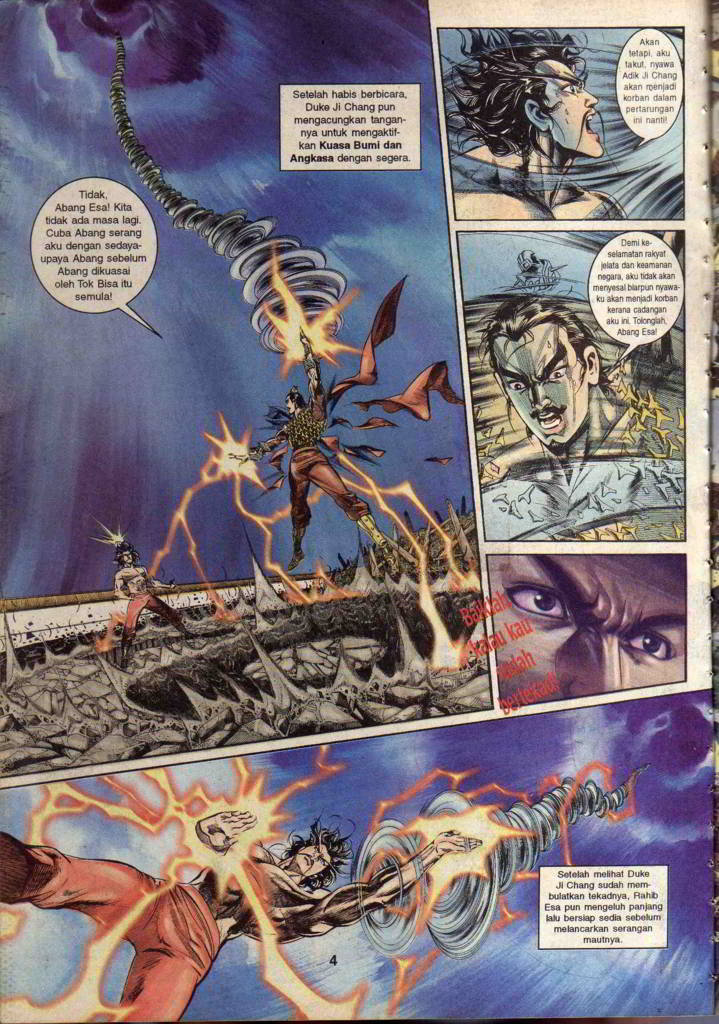 Setelah habis berbicara,
Duke Ji Chang pun
mengacungkan tangan-
nya untuk mengaktif-
kan Kuasa Bumi dan
Angkasa dengan segera.
Tidak,
Abang Esa! Kita
tidak ada masa lagi.
Cuba Abang serang
aku dengan sedaya-
upaya Abang sebelum
Abang dikuasai
oleh Tok Bisa itu
semula!
Akan
tetapi, aku
takut, nyawa
Adik Ji Chang
akan menjadi
korban dalam
pertarungan
ini nanti!
Demi ke-
selamatan rakyat
jelata dan keamanan
negara, aku tidak akan
menyesal biarpun nyawa-
ku akan menjadi korban
kerana cadangan
aku ini. Tolonglah,
Abang Esa!
Baiklah,
kalau kau
sudah
bertekad!
Setelah melihat Duke
Ji Chang sudah mem-
bulatkan tekadnya, Rahib
Esa pun mengeluh panjang
lalu bersiap sedia sebelum
melancarkan serangan
mautnya.
4